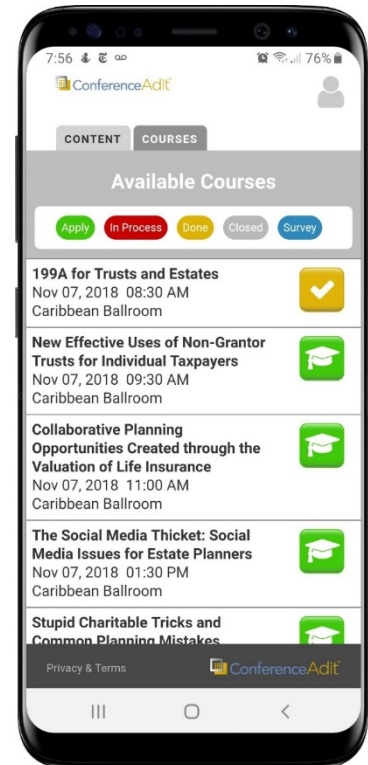 7:56 76%
ConferenceAdit
CONTENT COURSES
Available Courses
Apply In Process Done Closed Survey
199A for Trusts and Estates
Nov 07, 2018 08:30 AM
Caribbean Ballroom
New Effective Uses of Non-Grantor
Trusts for Individual Taxpayers
Nov 07, 2018 09:30 AM
Caribbean Ballroom
Collaborative Planning
Opportunities Created through the
Valuation of Life Insurance
Nov 07, 2018 11:00 AM
Caribbean Ballroom
The Social Media Thicket: Social
Media Issues for Estate Planners
Nov 07, 2018 01:30 PM
Caribbean Ballroom
Stupid Charitable Tricks and
Common Planning Mistakes
Privacy & Terms ConferenceAdit